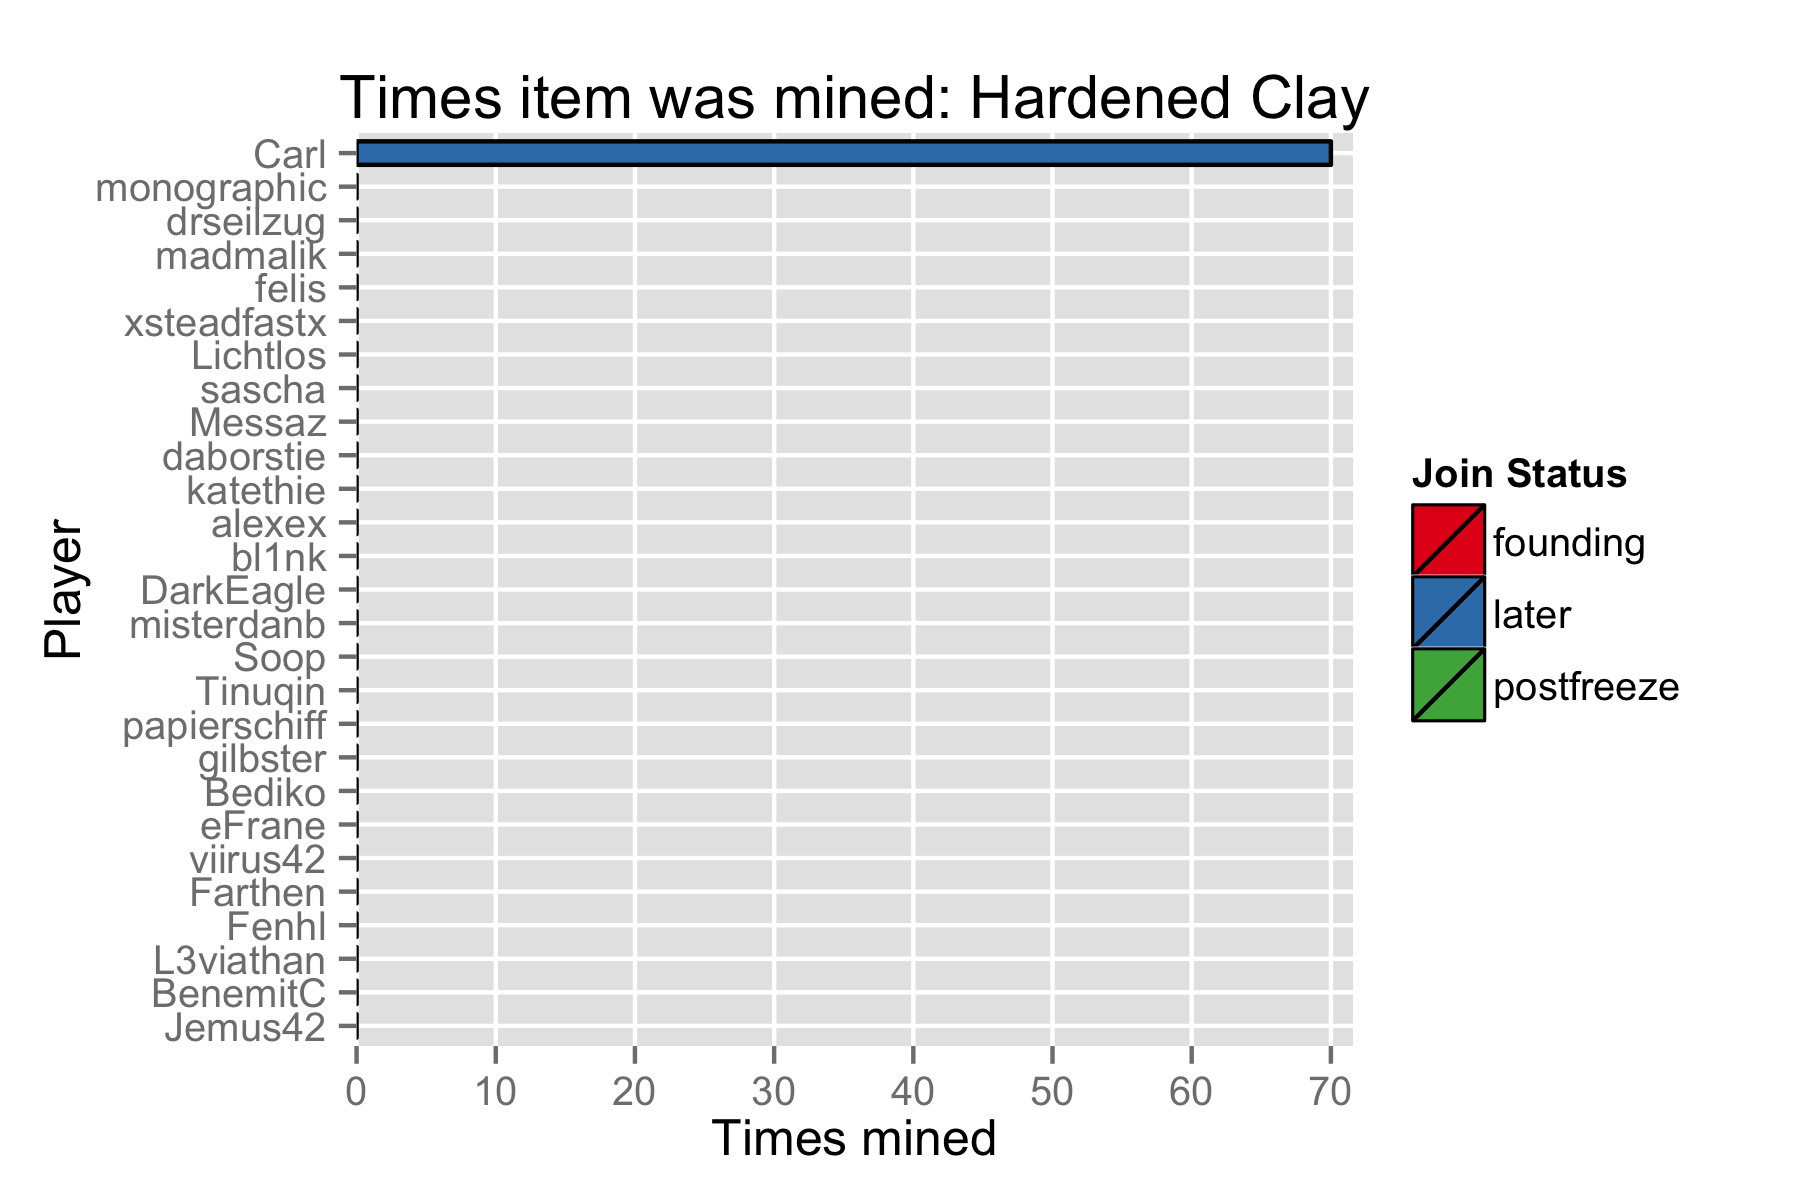 Times item was mined: Hardened Clay
Player
Carl
monographic
drseilzug
madmalik
felis
xsteadfastx
Lichtlos
sascha
Messaz
daborstie
katethie
alexex
bl1nk
DarkEagle
misterdanb
Soop
Tinuqin
papierschiff
gilbster
Bediko
eFrane
viirus42
Farthen
Fenhl
L3viathan
BenemitC
Jemus42
0 10 20 30 40 50 60 70
Times mined
Join Status
founding
later
postfreeze